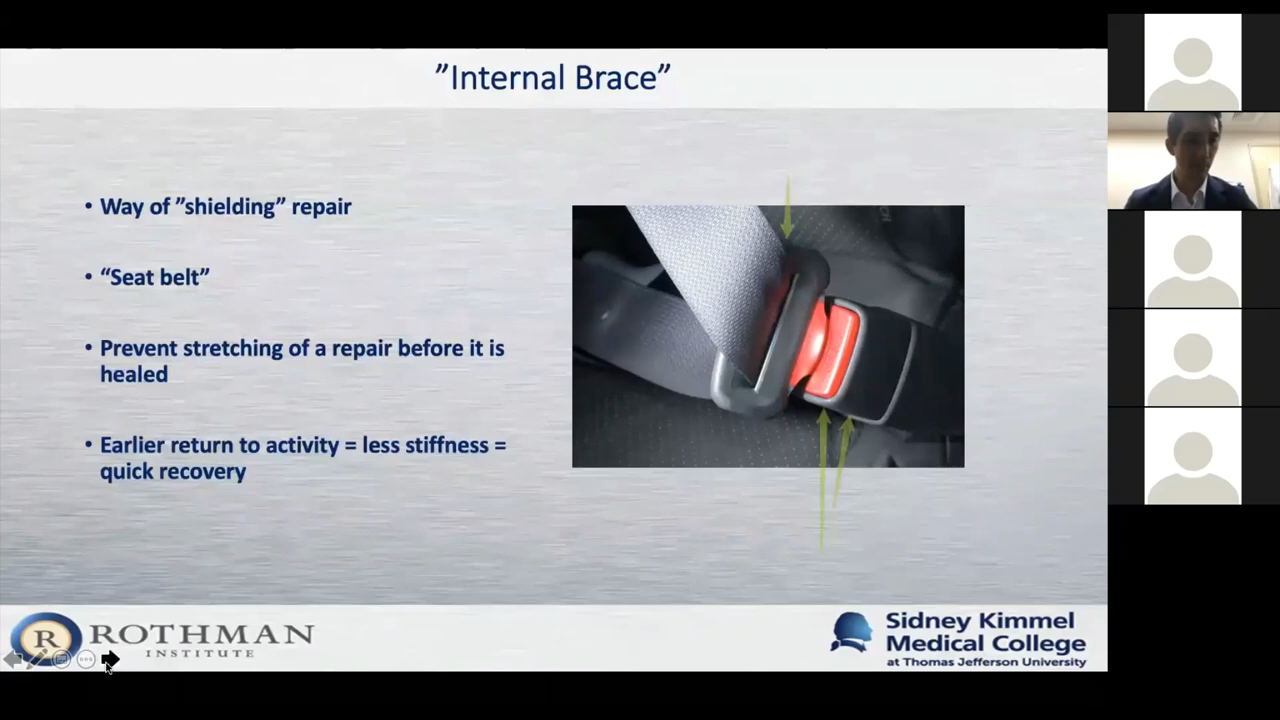 ”Internal Brace”
• Way of ”shielding” repair
• “Seat belt”
• Prevent stretching of a repair before it is
healed
• Earlier return to activity = less stiffness =
quick recovery
R ROTHMAN
INSTITUTE
Sidney Kimmel
Medical College
at Thomas Jefferson University